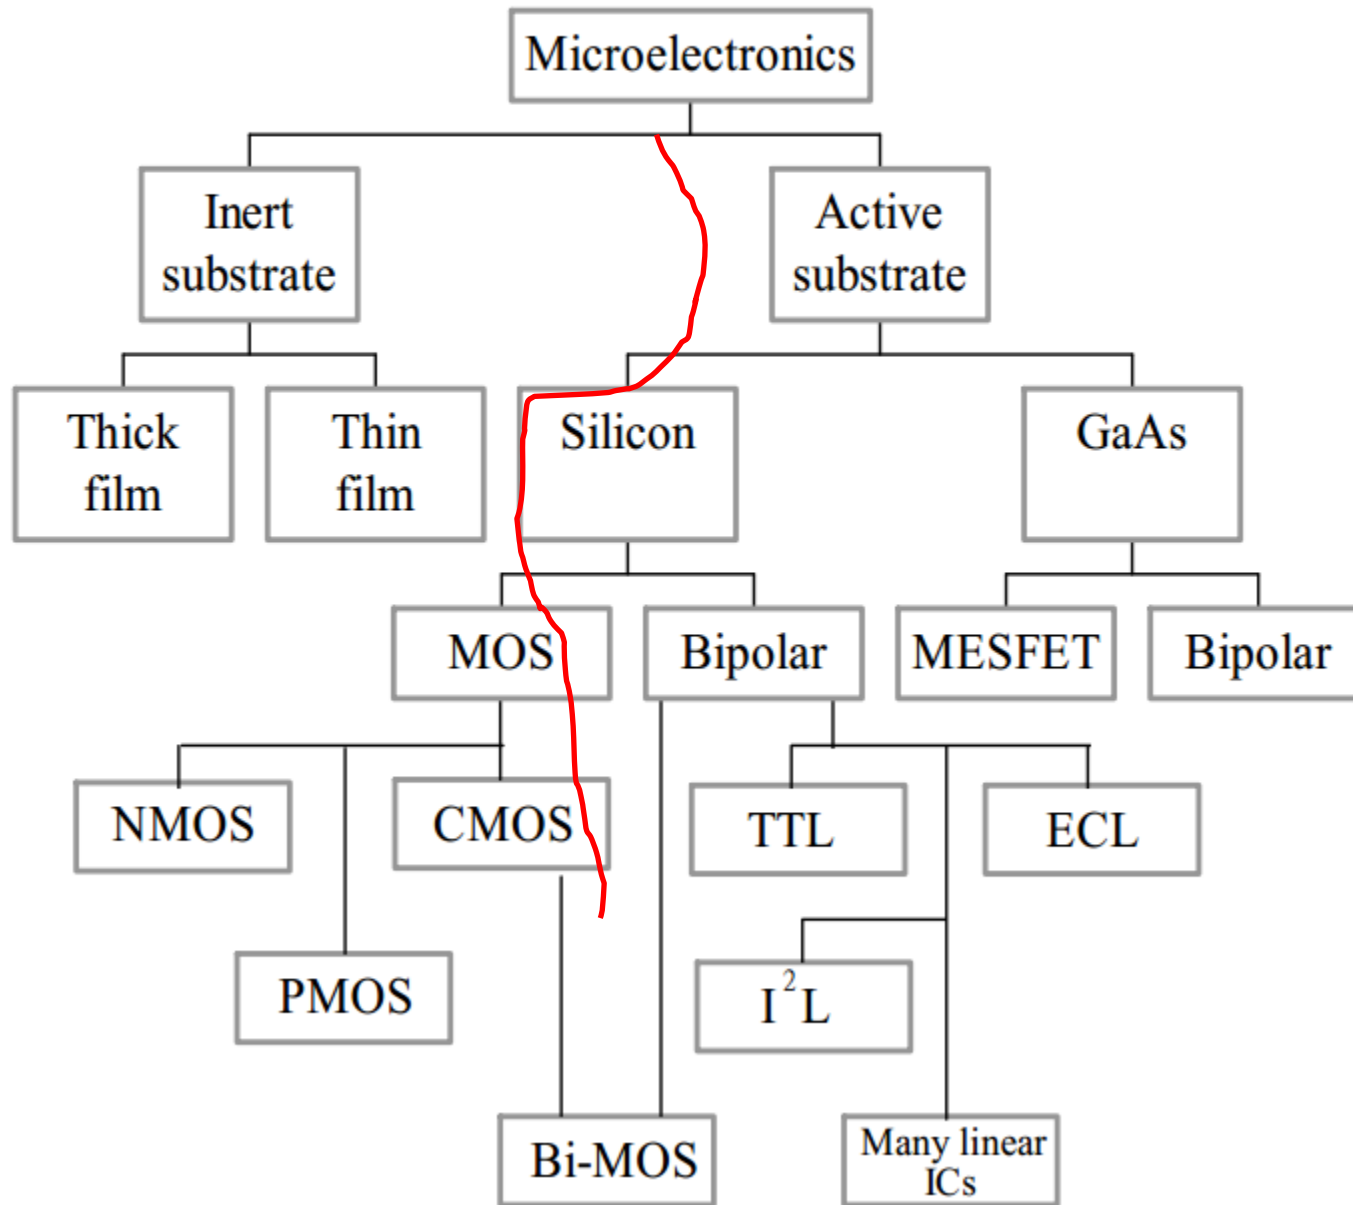 Microelectronics
Inert
substrate
Active
substrate
Thick
film
Thin
film
Silicon
GaAs
MOS
Bipolar
MESFET
Bipolar
NMOS
CMOS
TTL
ECL
PMOS
I²L
Bi-MOS
Many linear
ICs